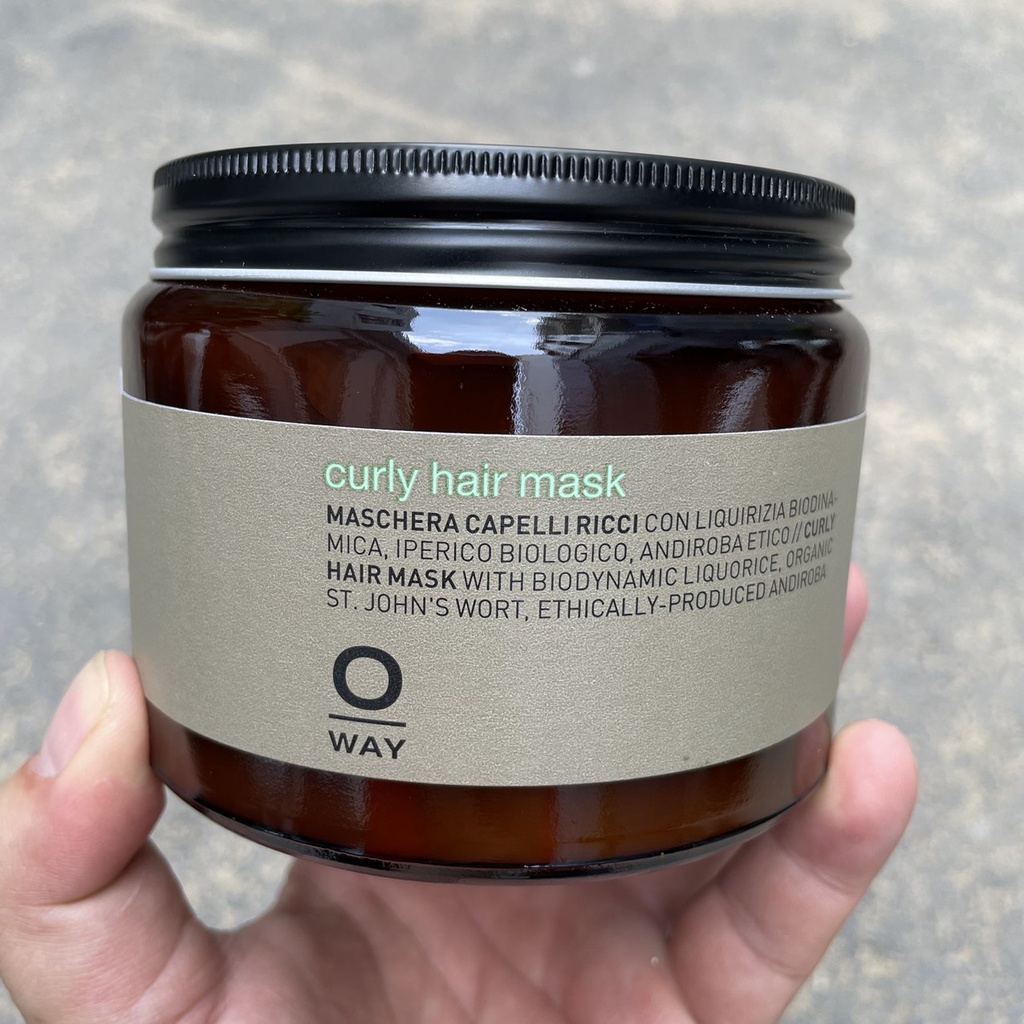 curly hair mask
MASCHERA CAPELLI RICCI CON LIQUIRIZIA BIODINA-
MICA, IPERICO BIOLOGICO, ANDIROBA ETICO // CURLY
HAIR MASK WITH BIODYNAMIC LIQUORICE, ORGANIC
ST. JOHN'S WORT, ETHICALLY-PRODUCED ANDIROBA
O
WAY